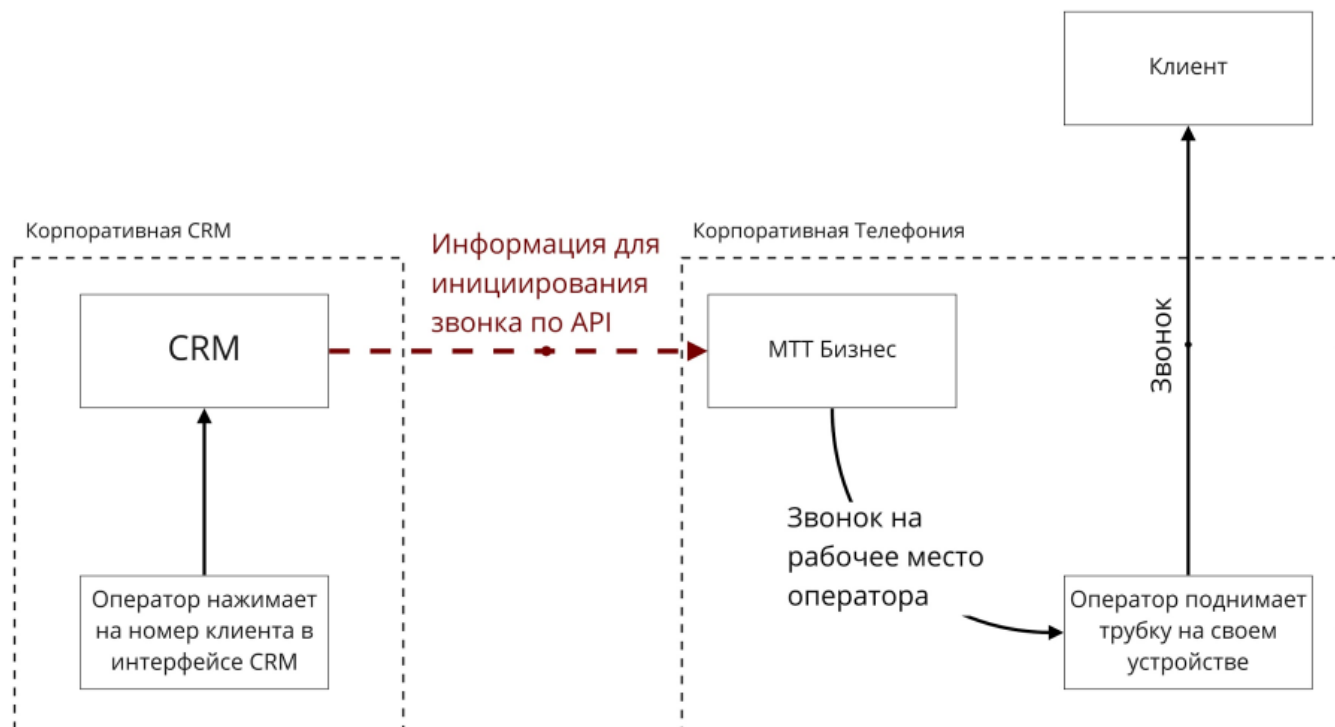 Клиент
Корпоративная CRM
Информация для
инициирования
звонка по API
Корпоративная Телефония
CRM
МТТ Бизнес
Звонок
Звонок на
рабочее место
оператора
Оператор нажимает
на номер клиента в
интерфейсе CRM
Оператор поднимает
трубку на своем
устройстве